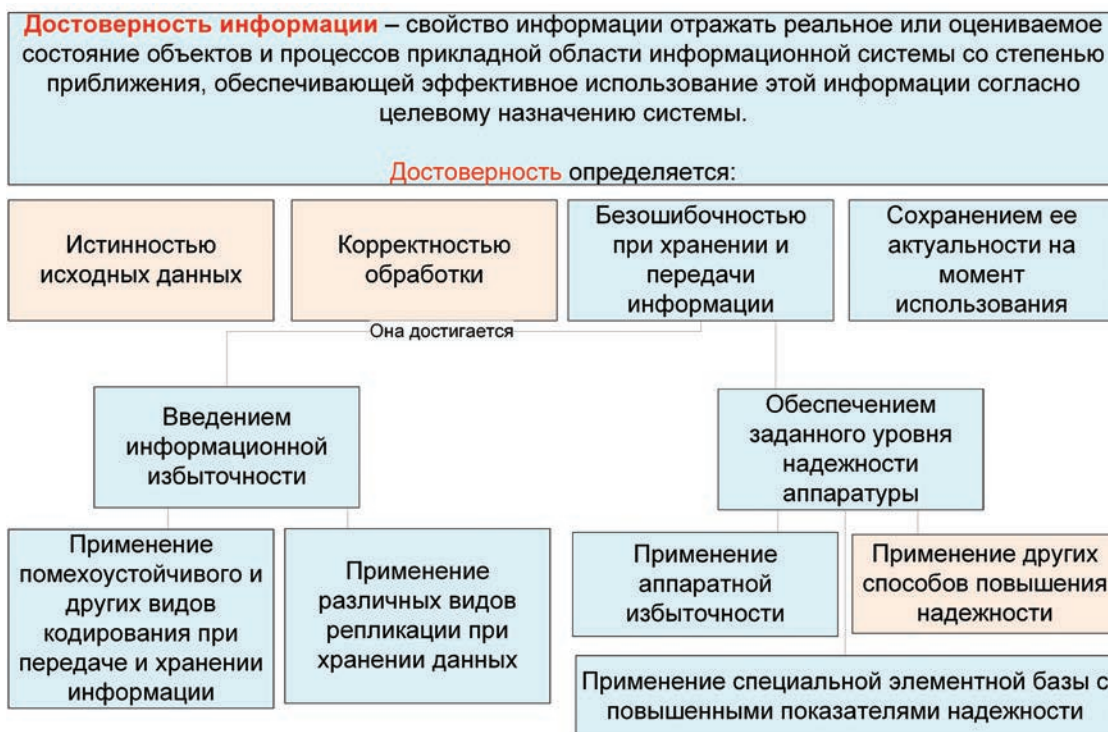 Достоверность информации – свойство информации отражать реальное или оцениваемое
состояние объектов и процессов прикладной области информационной системы со степенью
приближения, обеспечивающей эффективное использование этой информации согласно
целевому назначению системы.
Достоверность определяется:
Истинностью
исходных данных
Корректностью
обработки
Безошибочностью
при хранении и
передачи
информации
Сохранением ее
актуальности на
момент
использования
Она достигается
Введением
информационной
избыточности
Обеспечением
заданного уровня
надежности
аппаратуры
Применение
помехоустойчивого и
других видов
кодирования при
передаче и хранении
информации
Применение
различных видов
репликации при
хранении данных
Применение
аппаратной
избыточности
Применение других
способов повышения
надежности
Применение специальной элементной базы с
повышенными показателями надежности